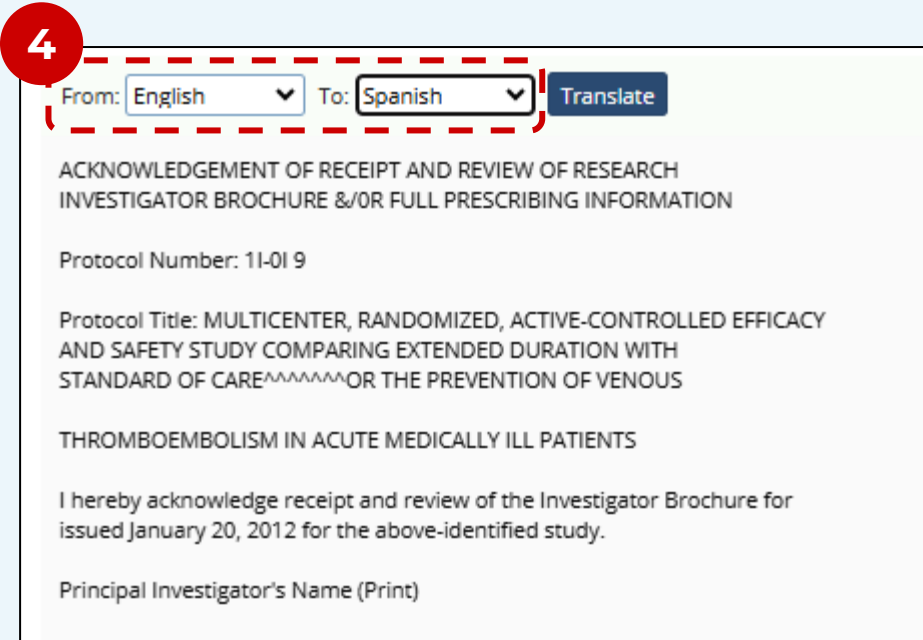 4
From: English To: Spanish Translate
ACKNOWLEDGEMENT OF RECEIPT AND REVIEW OF RESEARCH
INVESTIGATOR BROCHURE &/0R FULL PRESCRIBING INFORMATION
Protocol Number: 1I-0I 9
Protocol Title: MULTICENTER, RANDOMIZED, ACTIVE-CONTROLLED EFFICACY
AND SAFETY STUDY COMPARING EXTENDED DURATION WITH
STANDARD OF CARE^^^^^^^OR THE PREVENTION OF VENOUS
THROMBOEMBOLISM IN ACUTE MEDICALLY ILL PATIENTS
I hereby acknowledge receipt and review of the Investigator Brochure for
issued January 20, 2012 for the above-identified study.
Principal Investigator's Name (Print)